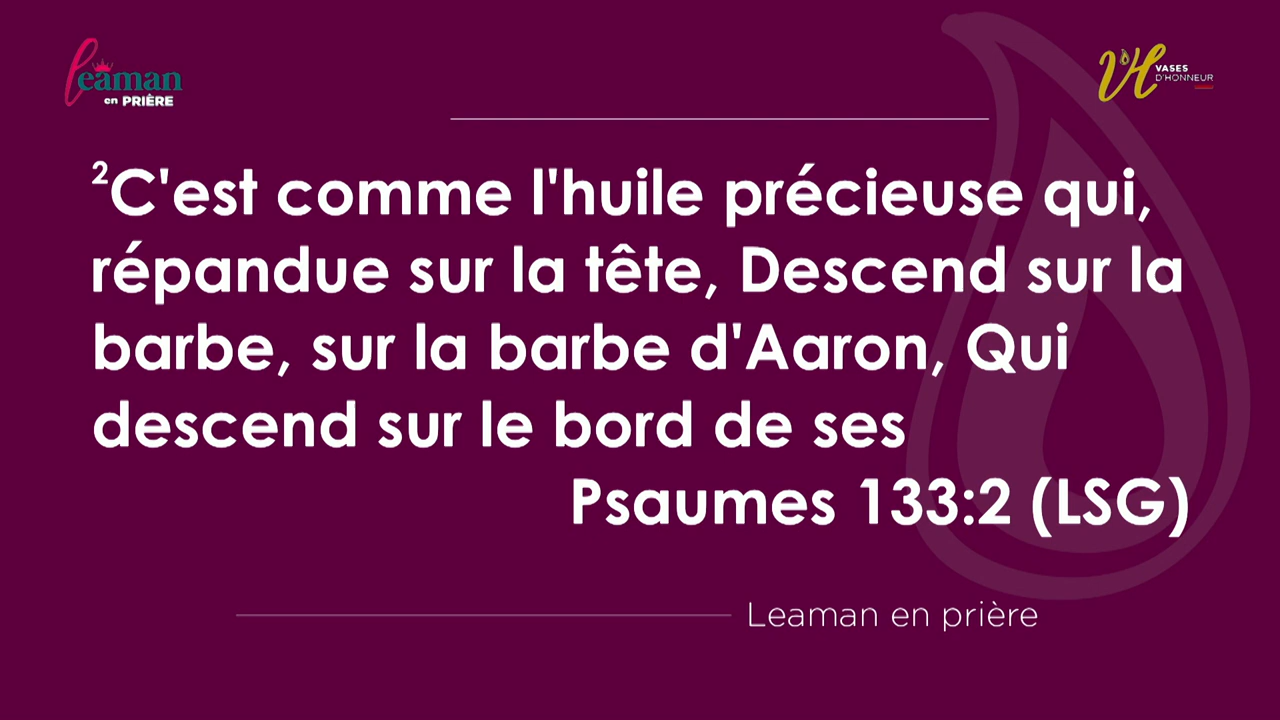 leaman
en PRIÈRE
VH VASES
D'HONNEUR
²C'est comme l'huile précieuse qui,
répandue sur la tête, Descend sur la
barbe, sur la barbe d'Aaron, Qui
descend sur le bord de ses
Psaumes 133:2 (LSG)
Leaman en prière